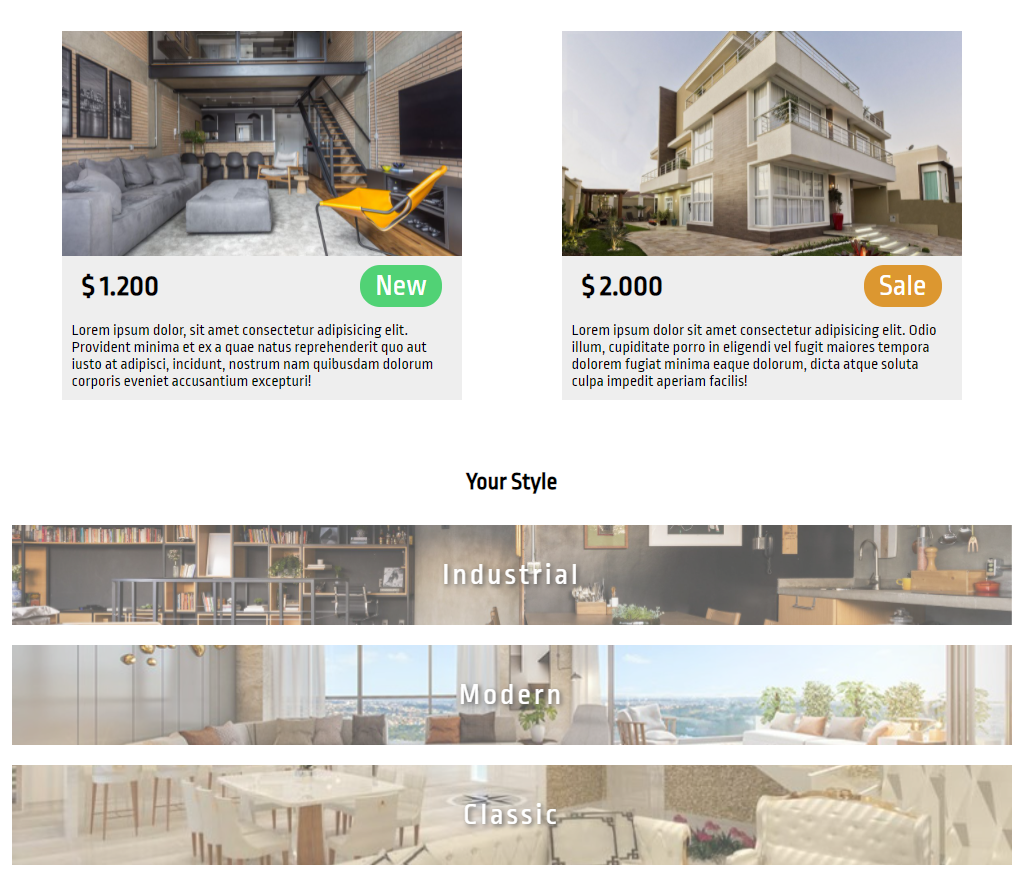 $ 1.200
New
Lorem ipsum dolor, sit amet consectetur adipisicing elit.
Provident minima et ex a quae natus reprehenderit quo aut
iusto at adipisci, incidunt, nostrum nam quibusdam dolorum
corporis eveniet accusantium excepturi!
$ 2.000
Sale
Lorem ipsum dolor sit amet consectetur adipisicing elit. Odio
illum, cupiditate porro in eligendi vel fugit maiores tempora
dolorem fugiat minima eaque dolorum, dicta atque soluta
culpa impedit aperiam facilis!
Your Style
Industrial
Modern
Classic